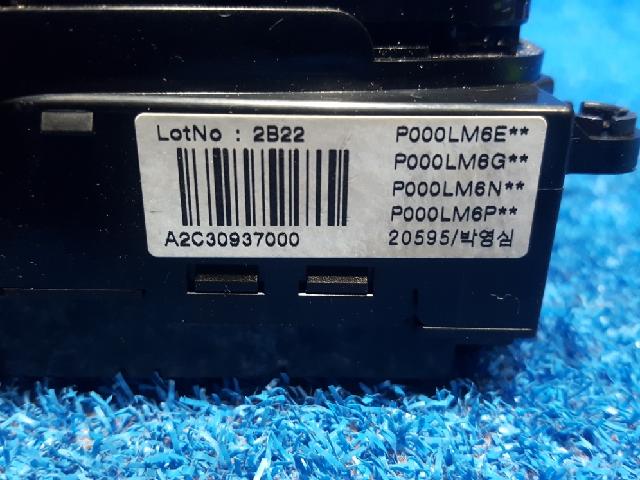 LotNo : 2B22
A2C30937000
P000LM6E**
P000LM6G**
P000LM6N**
P000LM6P**
20595/박영심